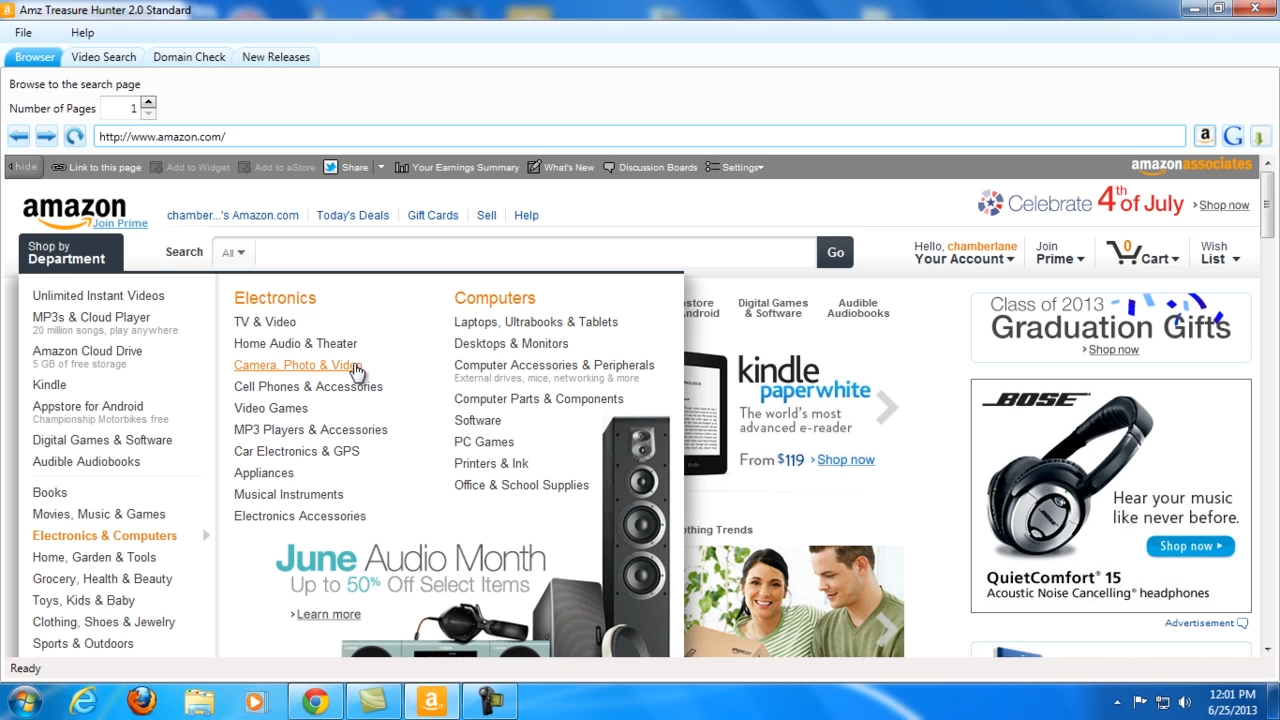 Amz Treasure Hunter 2.0 Standard
File Help
Browser Video Search Domain Check New Releases
Browse to the search page
Number of Pages 1
http://www.amazon.com/
hide Link to this page Add to Widget Add to aStore Share Your Earnings Summary What's New Discussion Boards Settings amazonassociates
amazon
Join Prime
chamber...'s Amazon.com Today's Deals Gift Cards Sell Help
Celebrate 4th of July Shop now
Shop by
Department
Search All Go
Hello, chamberlane
Your Account
Join
Prime
0
Cart
Wish
List
Unlimited Instant Videos
MP3s & Cloud Player
20 million songs, play anywhere
Amazon Cloud Drive
5 GB of free storage
Kindle
Appstore for Android
Championship Motorbikes free
Digital Games & Software
Audible Audiobooks
Books
Movies, Music & Games
Electronics & Computers
Home, Garden & Tools
Grocery, Health & Beauty
Toys, Kids & Baby
Clothing, Shoes & Jewelry
Sports & Outdoors
Electronics
TV & Video
Home Audio & Theater
Camera, Photo & Video
Cell Phones & Accessories
Video Games
MP3 Players & Accessories
Car Electronics & GPS
Appliances
Musical Instruments
Electronics Accessories
Computers
Laptops, Ultrabooks & Tablets
Desktops & Monitors
Computer Accessories & Peripherals
External drives, mice, networking & more
Computer Parts & Components
Software
PC Games
Printers & Ink
Office & School Supplies
June Audio Month
Up to 50% Off Select Items
Learn more
store
ndroid
Digital Games
& Software
Audible
Audiobooks
kindle
paperwhite
The world's most
advanced e-reader
From $119 Shop now
othing Trends
Class of 2013
Graduation Gifts
Shop now
BOSE
Hear your music
like never before.
Shop now
QuietComfort® 15
Acoustic Noise Cancelling® headphones
Advertisement
Ready
12:01 PM
6/25/2013